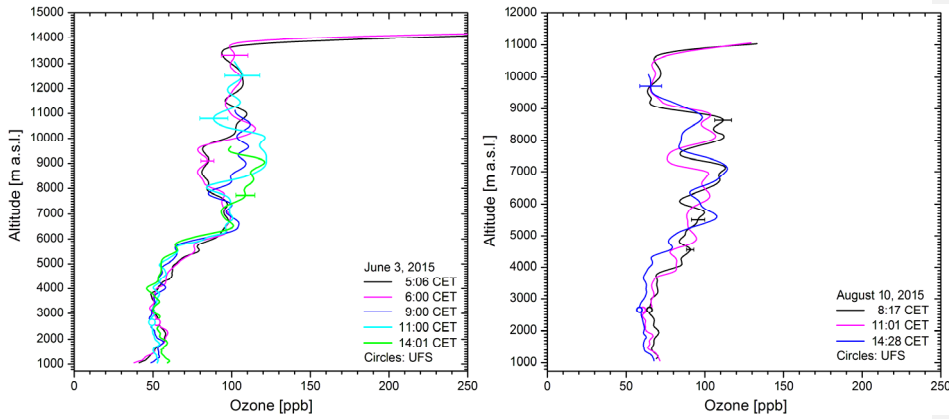 15000
14000
13000
12000
11000
10000
9000
8000
7000
6000
5000
4000
3000
2000
1000
Altitude [m a.s.l.]
0 50 100 150 200 250
Ozone [ppb]
June 3, 2015
5:06 CET
6:00 CET
9:00 CET
11:00 CET
14:01 CET
Circles: UFS
12000
11000
10000
9000
8000
7000
6000
5000
4000
3000
2000
1000
Altitude [m a.s.l.]
0 50 100 150 200 250
Ozone [ppb]
August 10, 2015
8:17 CET
11:01 CET
14:28 CET
Circles: UFS